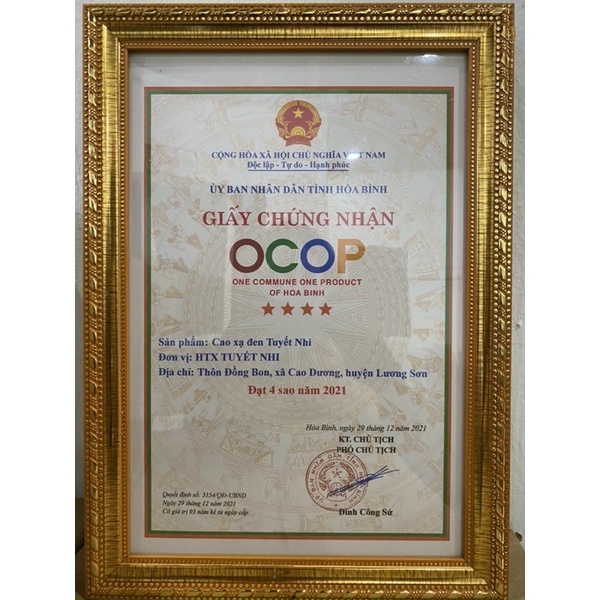 CỘNG HÒA XÃ HỘI CHỦ NGHĨA VIỆT NAM
Độc lập - Tự do - Hạnh phúc
ỦY BAN NHÂN DÂN TỈNH HÒA BÌNH
GIẤY CHỨNG NHẬN
OCOP
ONE COMMUNE ONE PRODUCT
OF HOA BINH
Sản phẩm: Cao xạ đen Tuyết Nhi
Đơn vị: HTX TUYẾT NHI
Địa chỉ: Thôn Đồng Bon, xã Cao Dương, huyện Lương Sơn
Đạt 4 sao năm 2021
Hòa Bình, ngày 29 tháng 12 năm 2021
KT. CHỦ TỊCH
PHÓ CHỦ TỊCH
Quyết định số: 3154/QĐ-UBND
Ngày 29 tháng 12 năm 2021
Có giá trị 03 năm kể từ ngày cấp
Đinh Công Sứ